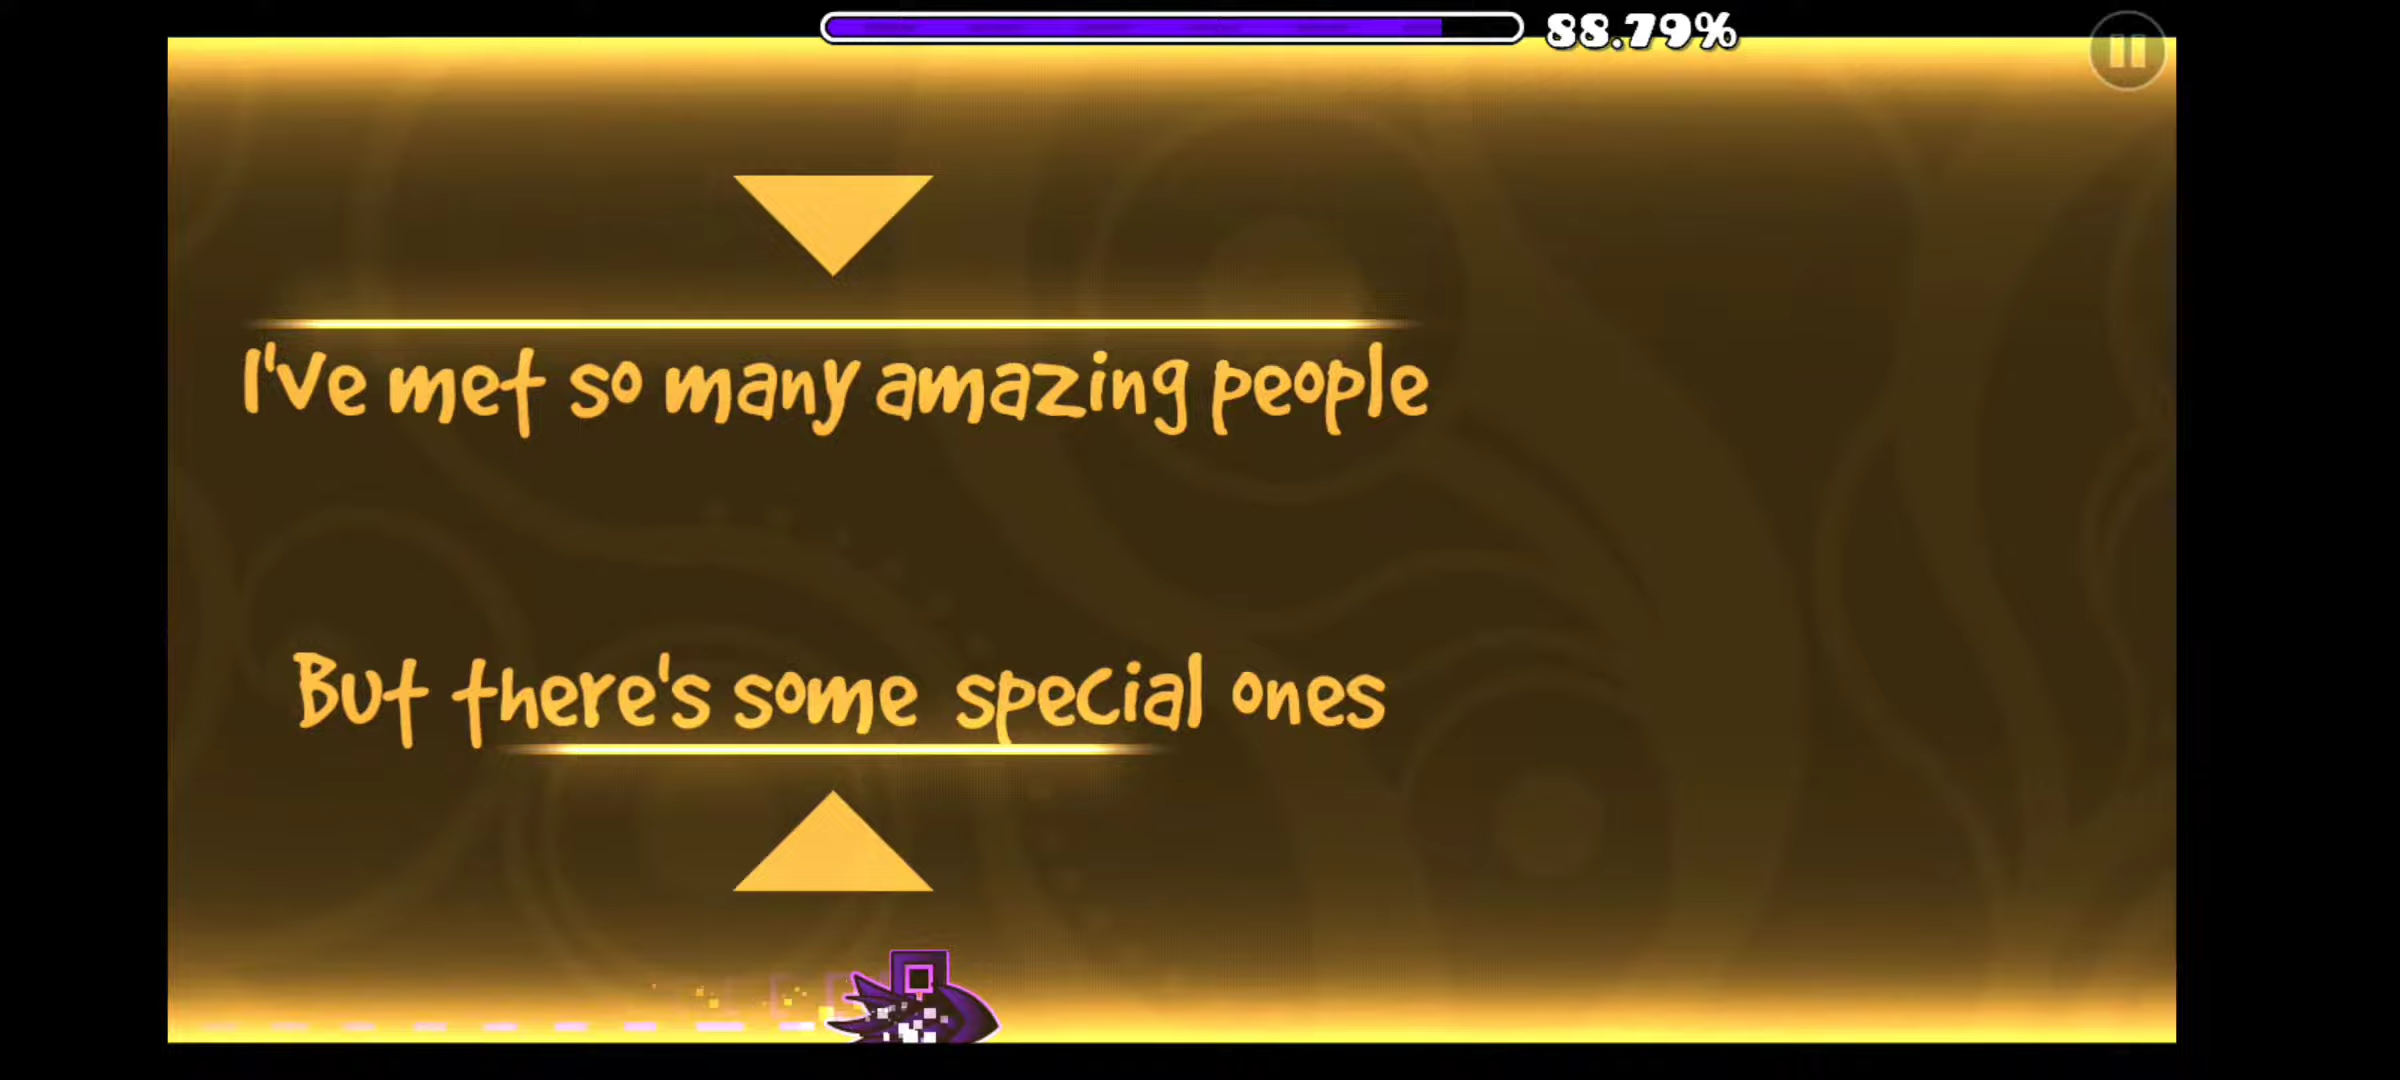 88.79%
I've met so many amazing people
But there's some special ones